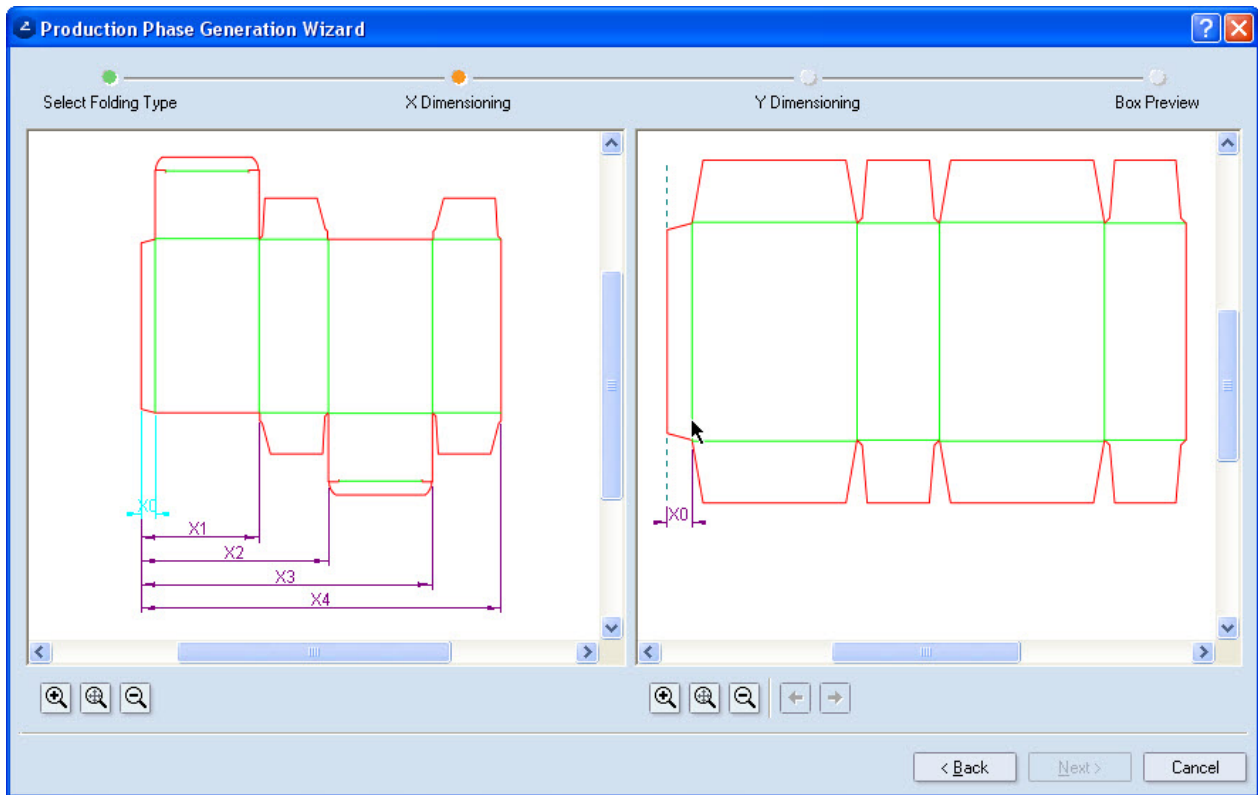 Production Phase Generation Wizard
Select Folding Type
X Dimensioning
Y Dimensioning
Box Preview
X0
X1
X2
X3
X4
X0
< Back
Next >
Cancel